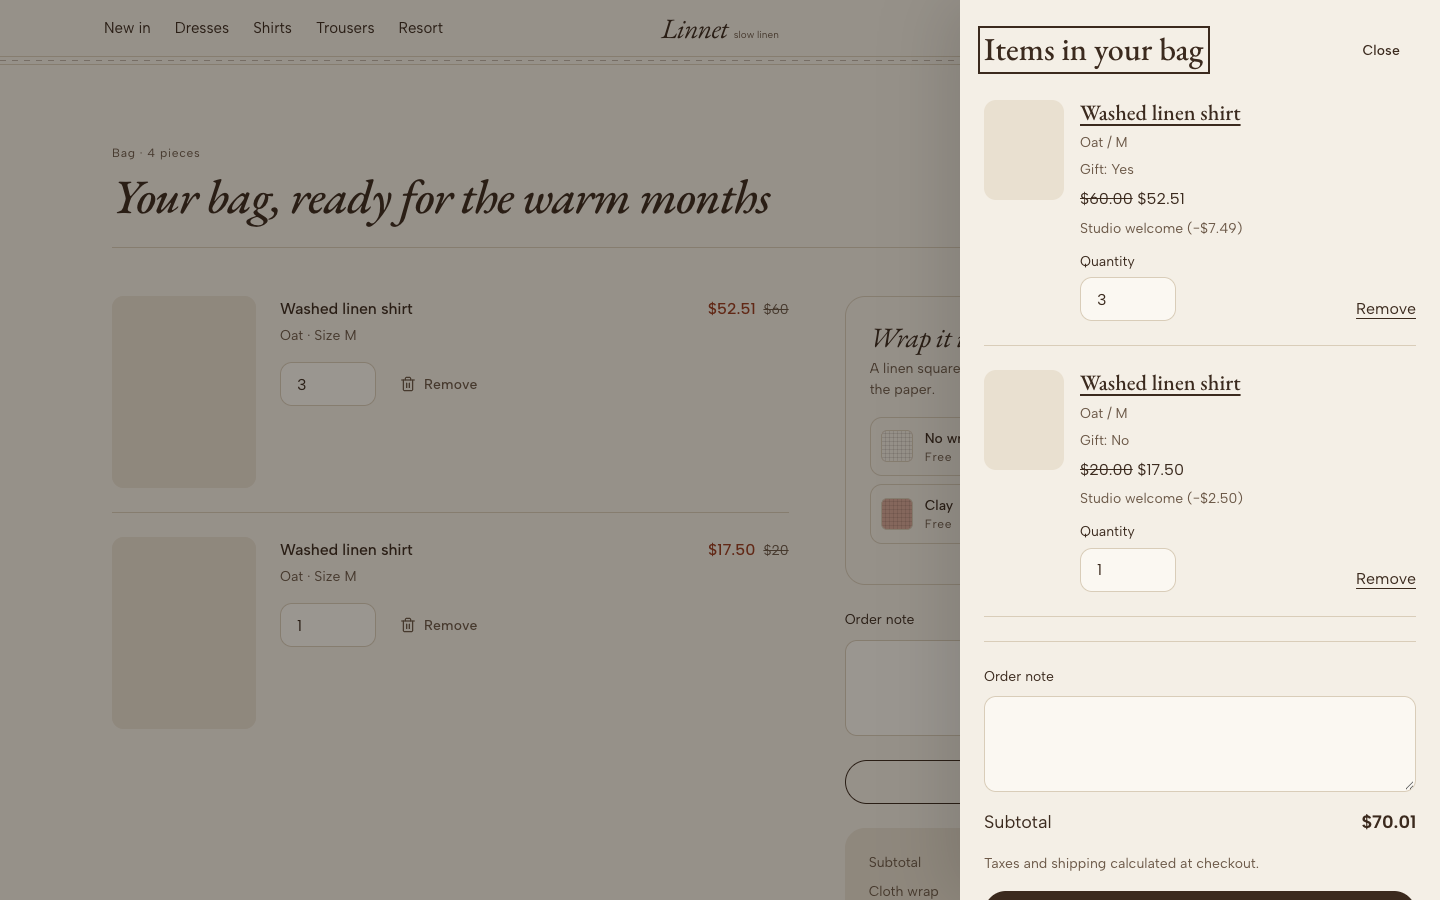 New in Dresses Shirts Trousers Resort
Linnet slow linen
Bag · 4 pieces
Your bag, ready for the warm months
Washed linen shirt
$52.51 $60
Oat · Size M
3
Remove
Washed linen shirt
$17.50 $20
Oat · Size M
1
Remove
Wrap it
A linen square
the paper.
No
Free
Clay
Free
Order note
Subtotal
Cloth wrap
Items in your bag
Close
Washed linen shirt
Oat / M
Gift: Yes
$60.00 $52.51
Studio welcome (-$7.49)
Quantity
3
Remove
Washed linen shirt
Oat / M
Gift: No
$20.00 $17.50
Studio welcome (-$2.50)
Quantity
1
Remove
Order note
Subtotal $70.01
Taxes and shipping calculated at checkout.